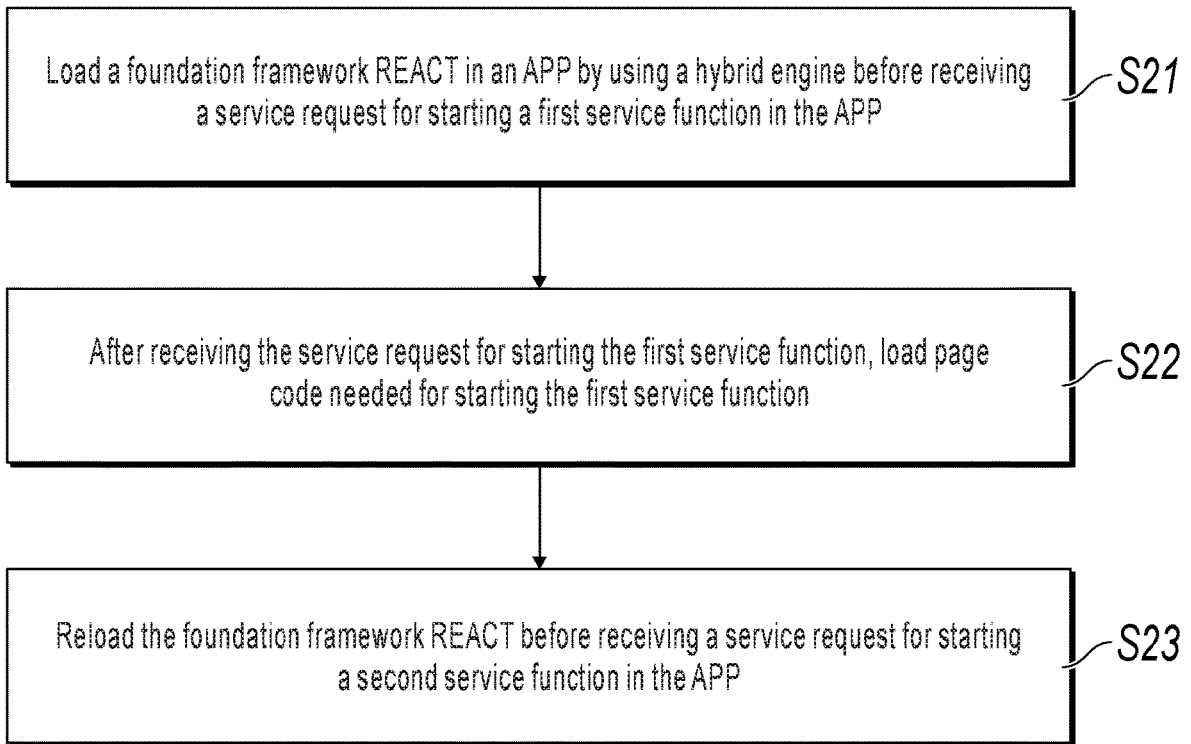 Load a foundation framework REACT in an APP by using a hybrid engine before receiving
a service request for starting a first service function in the APP
S21
After receiving the service request for starting the first service function, load page
code needed for starting the first service function
S22
Reload the foundation framework REACT before receiving a service request for starting
a second service function in the APP
S23